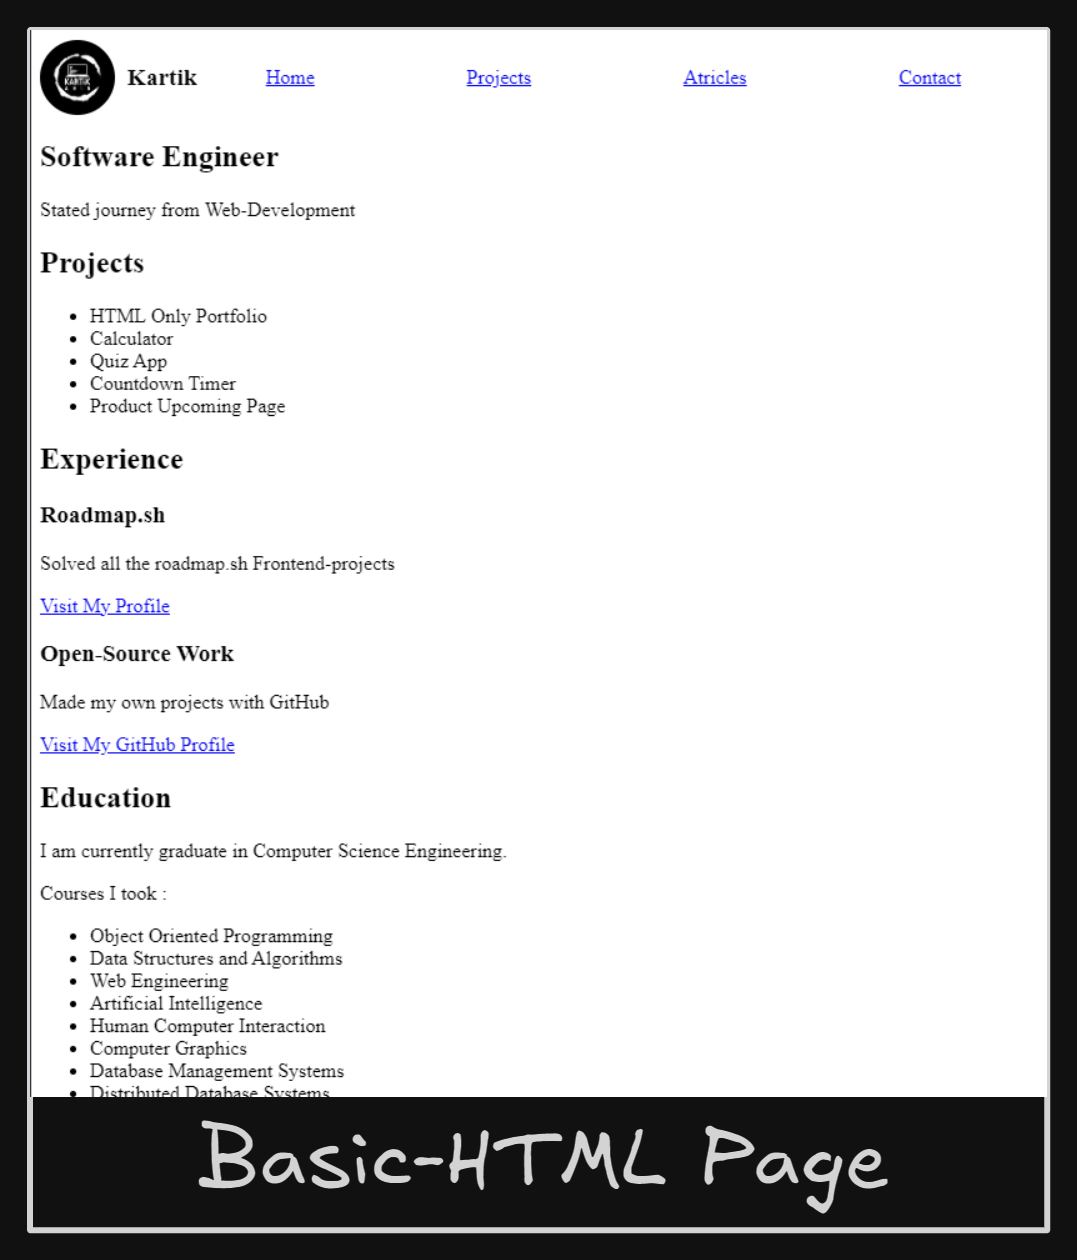 Kartik Home Projects Atricles Contact
Software Engineer
Stated journey from Web-Development
Projects
• HTML Only Portfolio
• Calculator
• Quiz App
• Countdown Timer
• Product Upcoming Page
Experience
Roadmap.sh
Solved all the roadmap.sh Frontend-projects
Visit My Profile
Open-Source Work
Made my own projects with GitHub
Visit My GitHub Profile
Education
I am currently graduate in Computer Science Engineering.
Courses I took :
• Object Oriented Programming
• Data Structures and Algorithms
• Web Engineering
• Artificial Intelligence
• Human Computer Interaction
• Computer Graphics
• Database Management Systems
• Distributed Database Systems
Basic-HTML Page